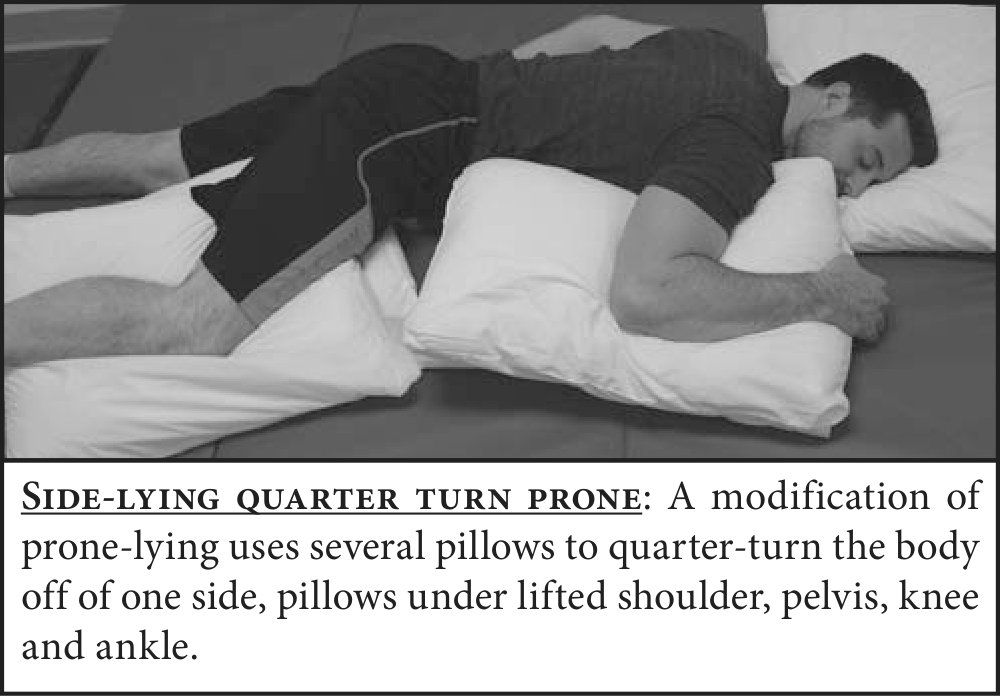 SIDE-LYING QUARTER TURN PRONE: A modification of
prone-lying uses several pillows to quarter-turn the body
off of one side, pillows under lifted shoulder, pelvis, knee
and ankle.